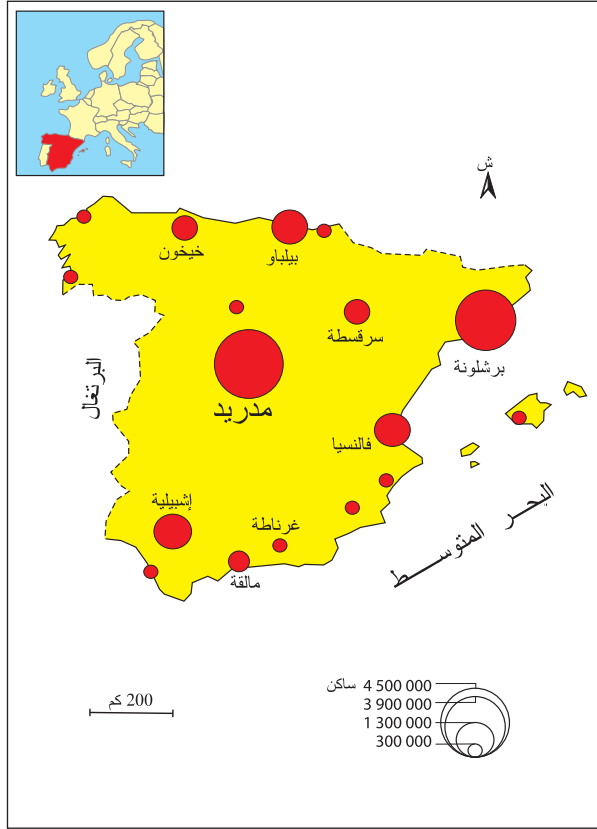 ش
خيخون
بيلباو
سرقسطة
برشلونة
مدريد
البرتغال
فالنسيا
إشبيلية
غرناطة
مالقة
البحر المتوسط
200 كم
4 500 000 ساكن
3 900 000
1 300 000
300 000